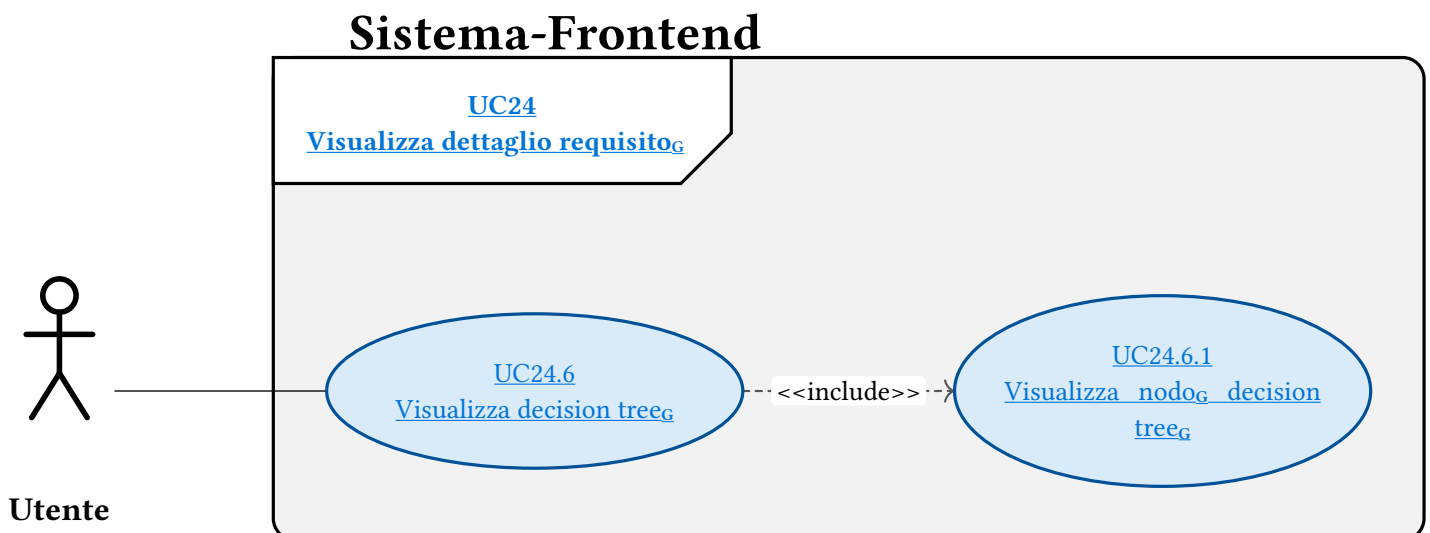 Sistema-Frontend
UC24
Visualizza dettaglio requisitoG
UC24.6
Visualizza decision treeG
<<include>>
UC24.6.1
Visualizza nodoG decision
treeG
Utente